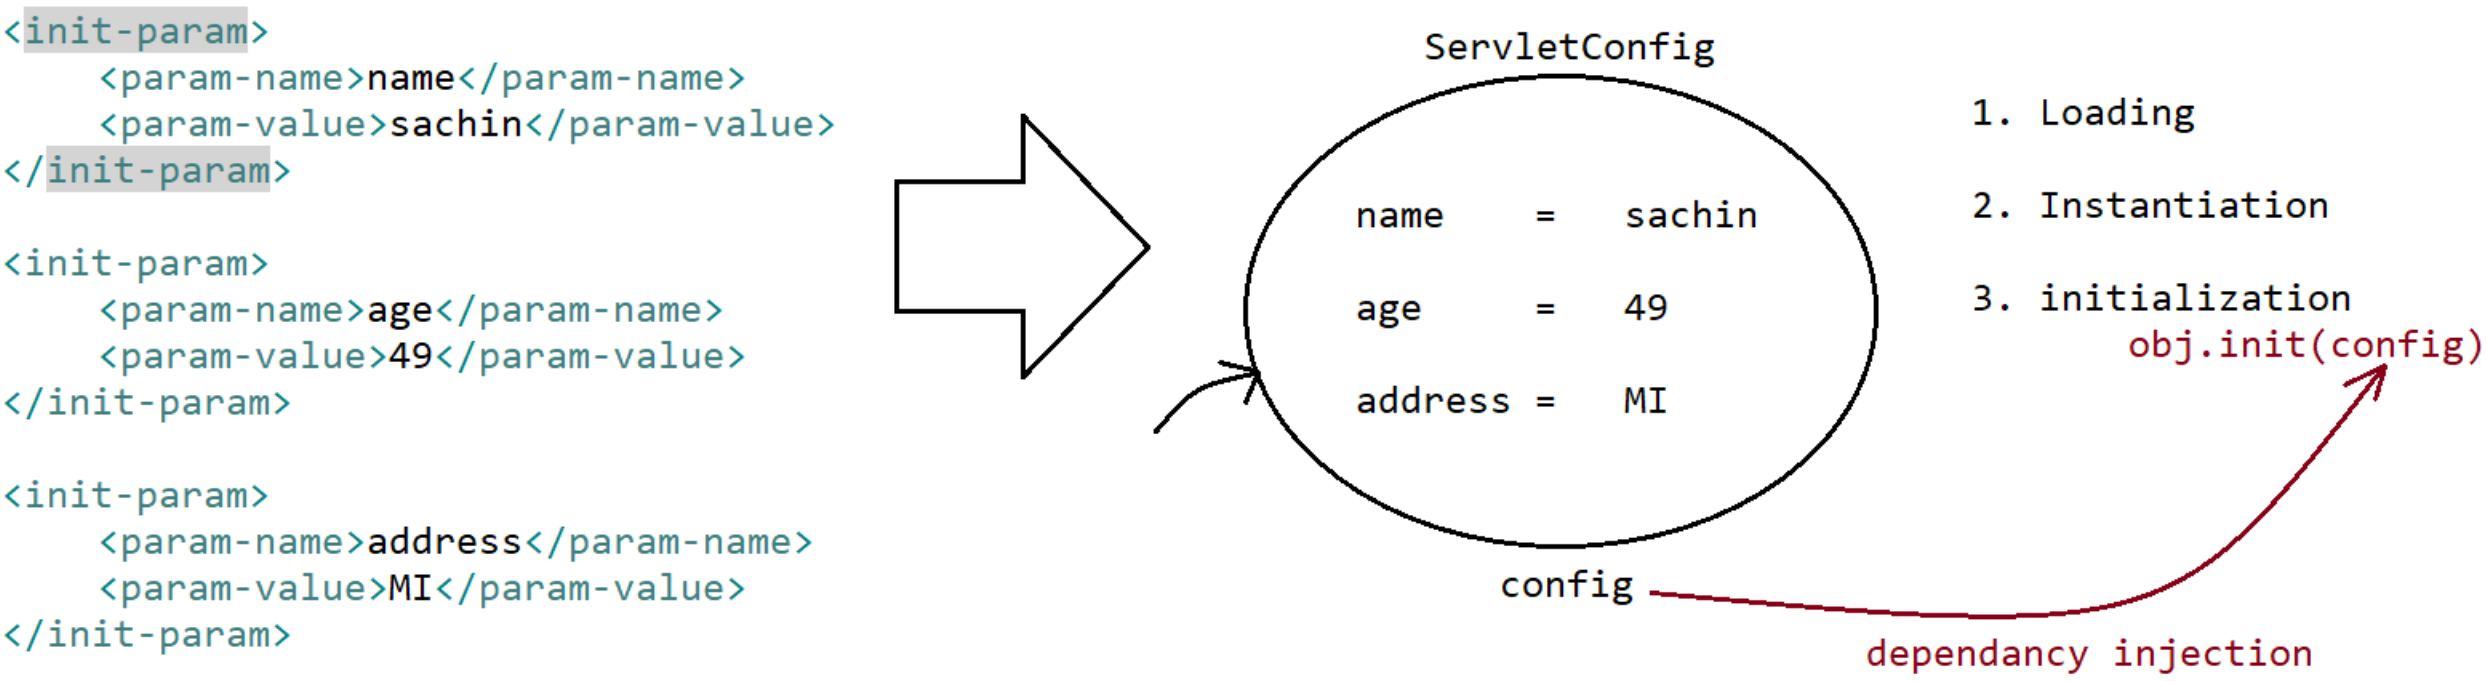 <init-param>
<param-name>name</param-name>
<param-value>sachin</param-value>
</init-param>
<init-param>
<param-name>age</param-name>
<param-value>49</param-value>
</init-param>
<init-param>
<param-name>address</param-name>
<param-value>MI</param-value>
</init-param>
ServletConfig
name = sachin
age = 49
address = MI
config
1. Loading
2. Instantiation
3. initialization
obj.init(config)
dependancy injection